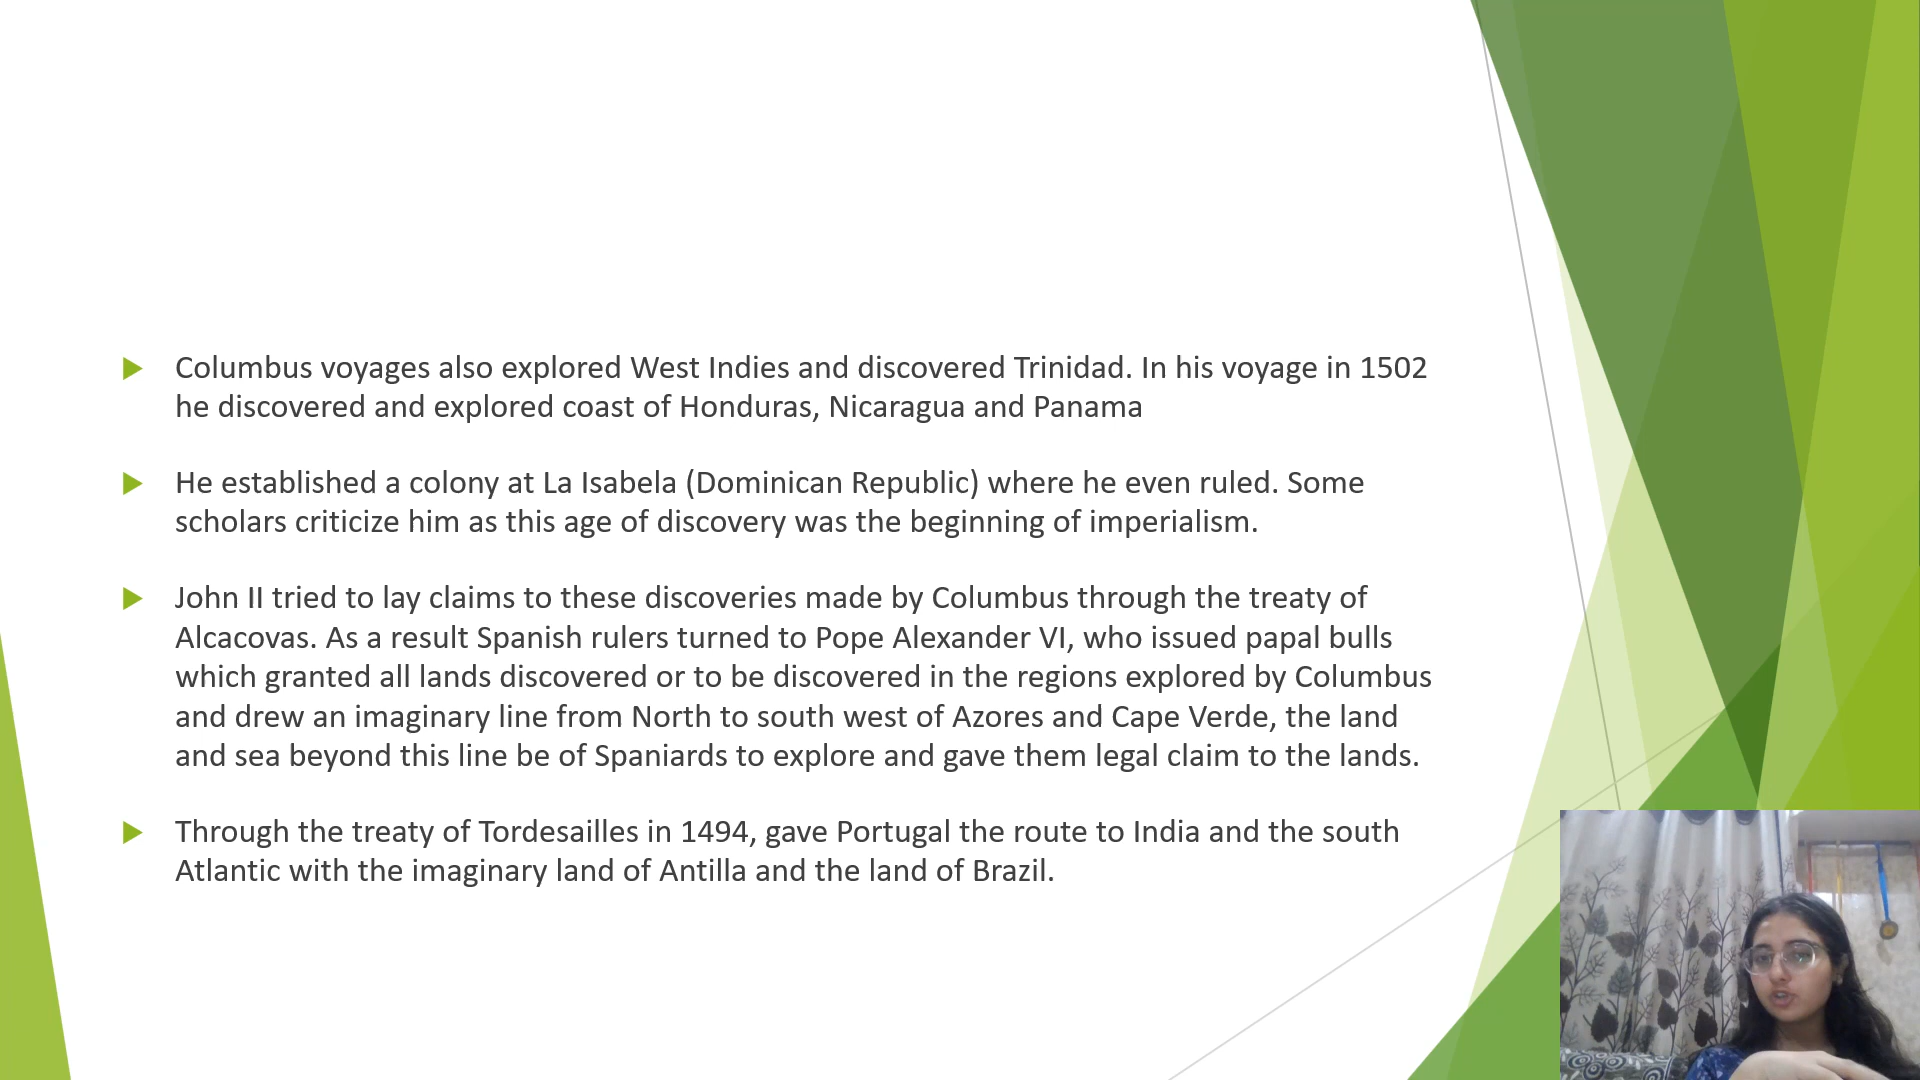 Columbus voyages also explored West Indies and discovered Trinidad. In his voyage in 1502
he discovered and explored coast of Honduras, Nicaragua and Panama
He established a colony at La Isabela (Dominican Republic) where he even ruled. Some
scholars criticize him as this age of discovery was the beginning of imperialism.
John II tried to lay claims to these discoveries made by Columbus through the treaty of
Alcacovas. As a result Spanish rulers turned to Pope Alexander VI, who issued papal bulls
which granted all lands discovered or to be discovered in the regions explored by Columbus
and drew an imaginary line from North to south west of Azores and Cape Verde, the land
and sea beyond this line be of Spaniards to explore and gave them legal claim to the lands.
Through the treaty of Tordesailles in 1494, gave Portugal the route to India and the south
Atlantic with the imaginary land of Antilla and the land of Brazil.